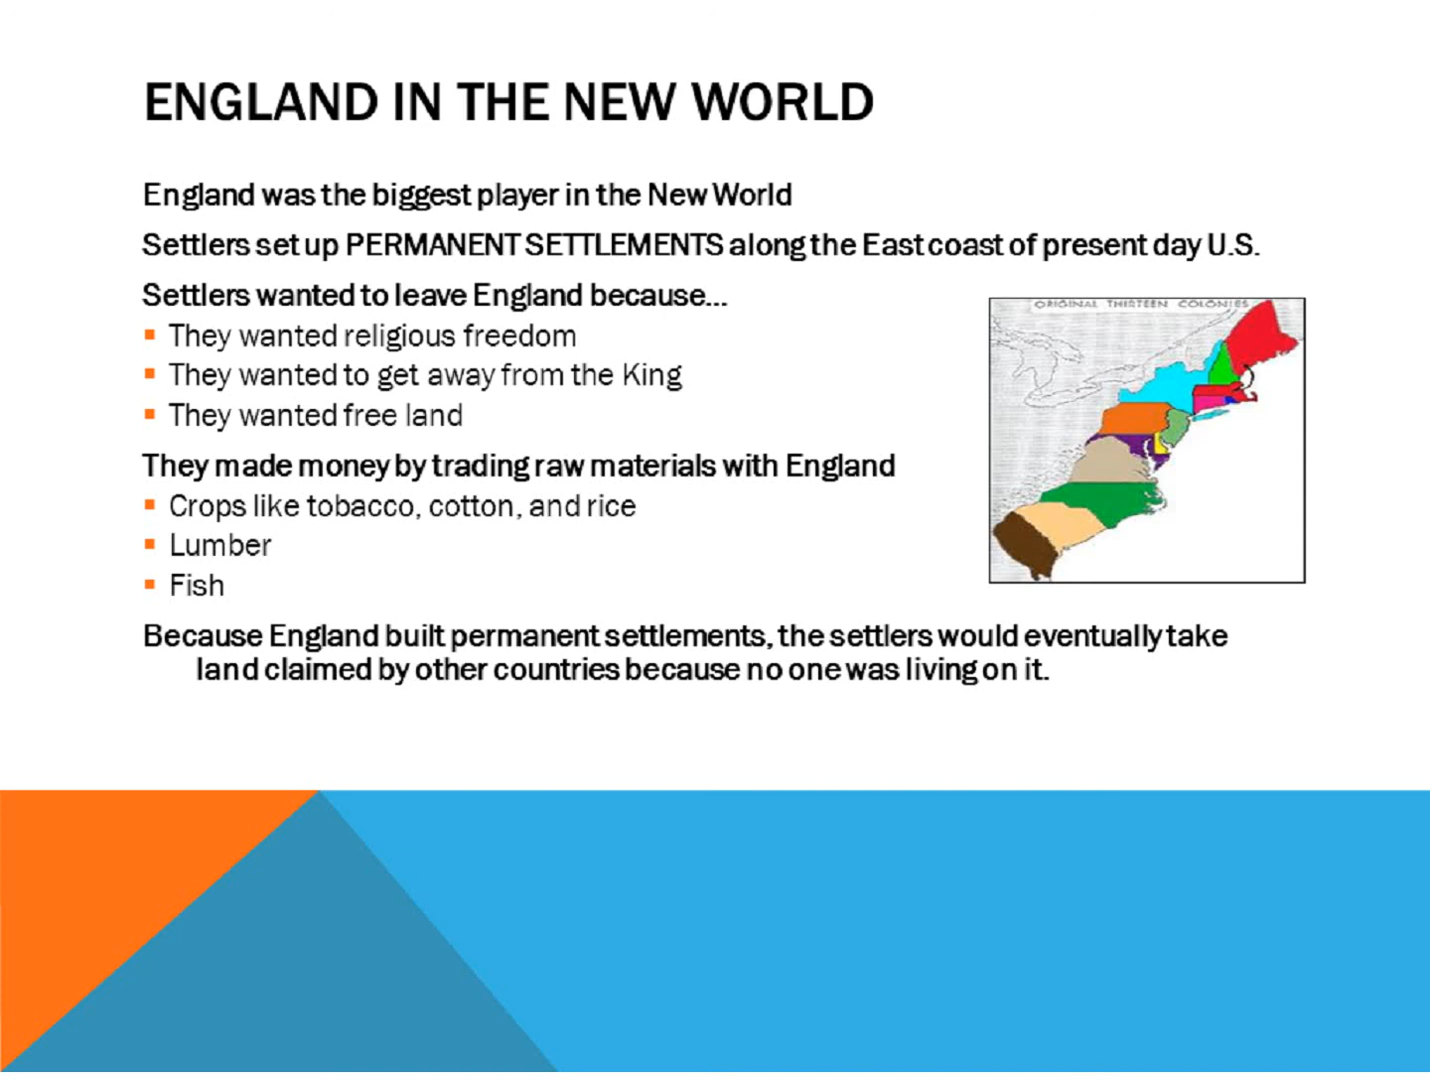 ENGLAND IN THE NEW WORLD
England was the biggest player in the New World
Settlers set up PERMANENT SETTLEMENTS along the East coast of present day U.S.
Settlers wanted to leave England because...
They wanted religious freedom
They wanted to get away from the King
They wanted free land
They made money by trading raw materials with England
Crops like tobacco, cotton, and rice
Lumber
Fish
ORIGINAL THIRTEEN COLONIES
Because England built permanent settlements, the settlers would eventually take
land claimed by other countries because no one was living on it.